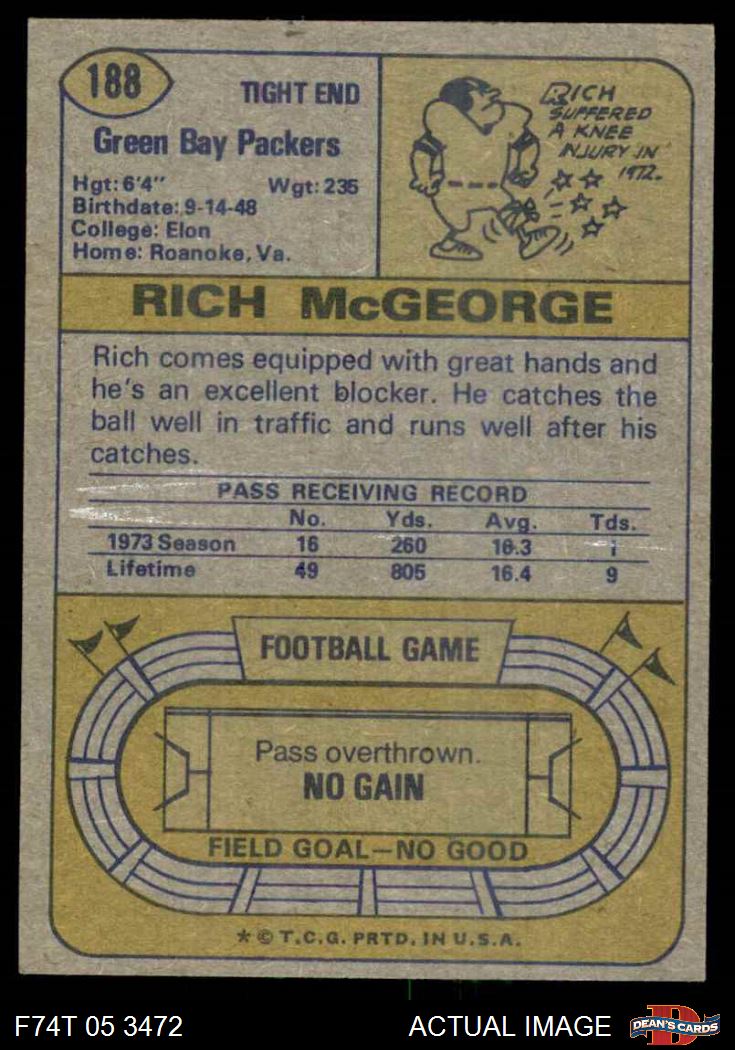 188
TIGHT END
Green Bay Packers
Hgt: 6'4" Wgt: 235
Birthdate: 9-14-48
College: Elon
Home: Roanoke, Va.
RICH
SUFFERED
A KNEE
INJURY IN
1972.
RICH McGEORGE
Rich comes equipped with great hands and
he's an excellent blocker. He catches the
ball well in traffic and runs well after his
catches.
PASS RECEIVING RECORD
No. Yds. Avg. Tds.
1973 Season 16 260 16.3 1
Lifetime 49 805 16.4 9
FOOTBALL GAME
Pass overthrown.
NO GAIN
FIELD GOAL—NO GOOD
* © T.C.G. PRTD. IN U.S.A.
F74T 05 3472 ACTUAL IMAGE
D
DEAN'S CARDS